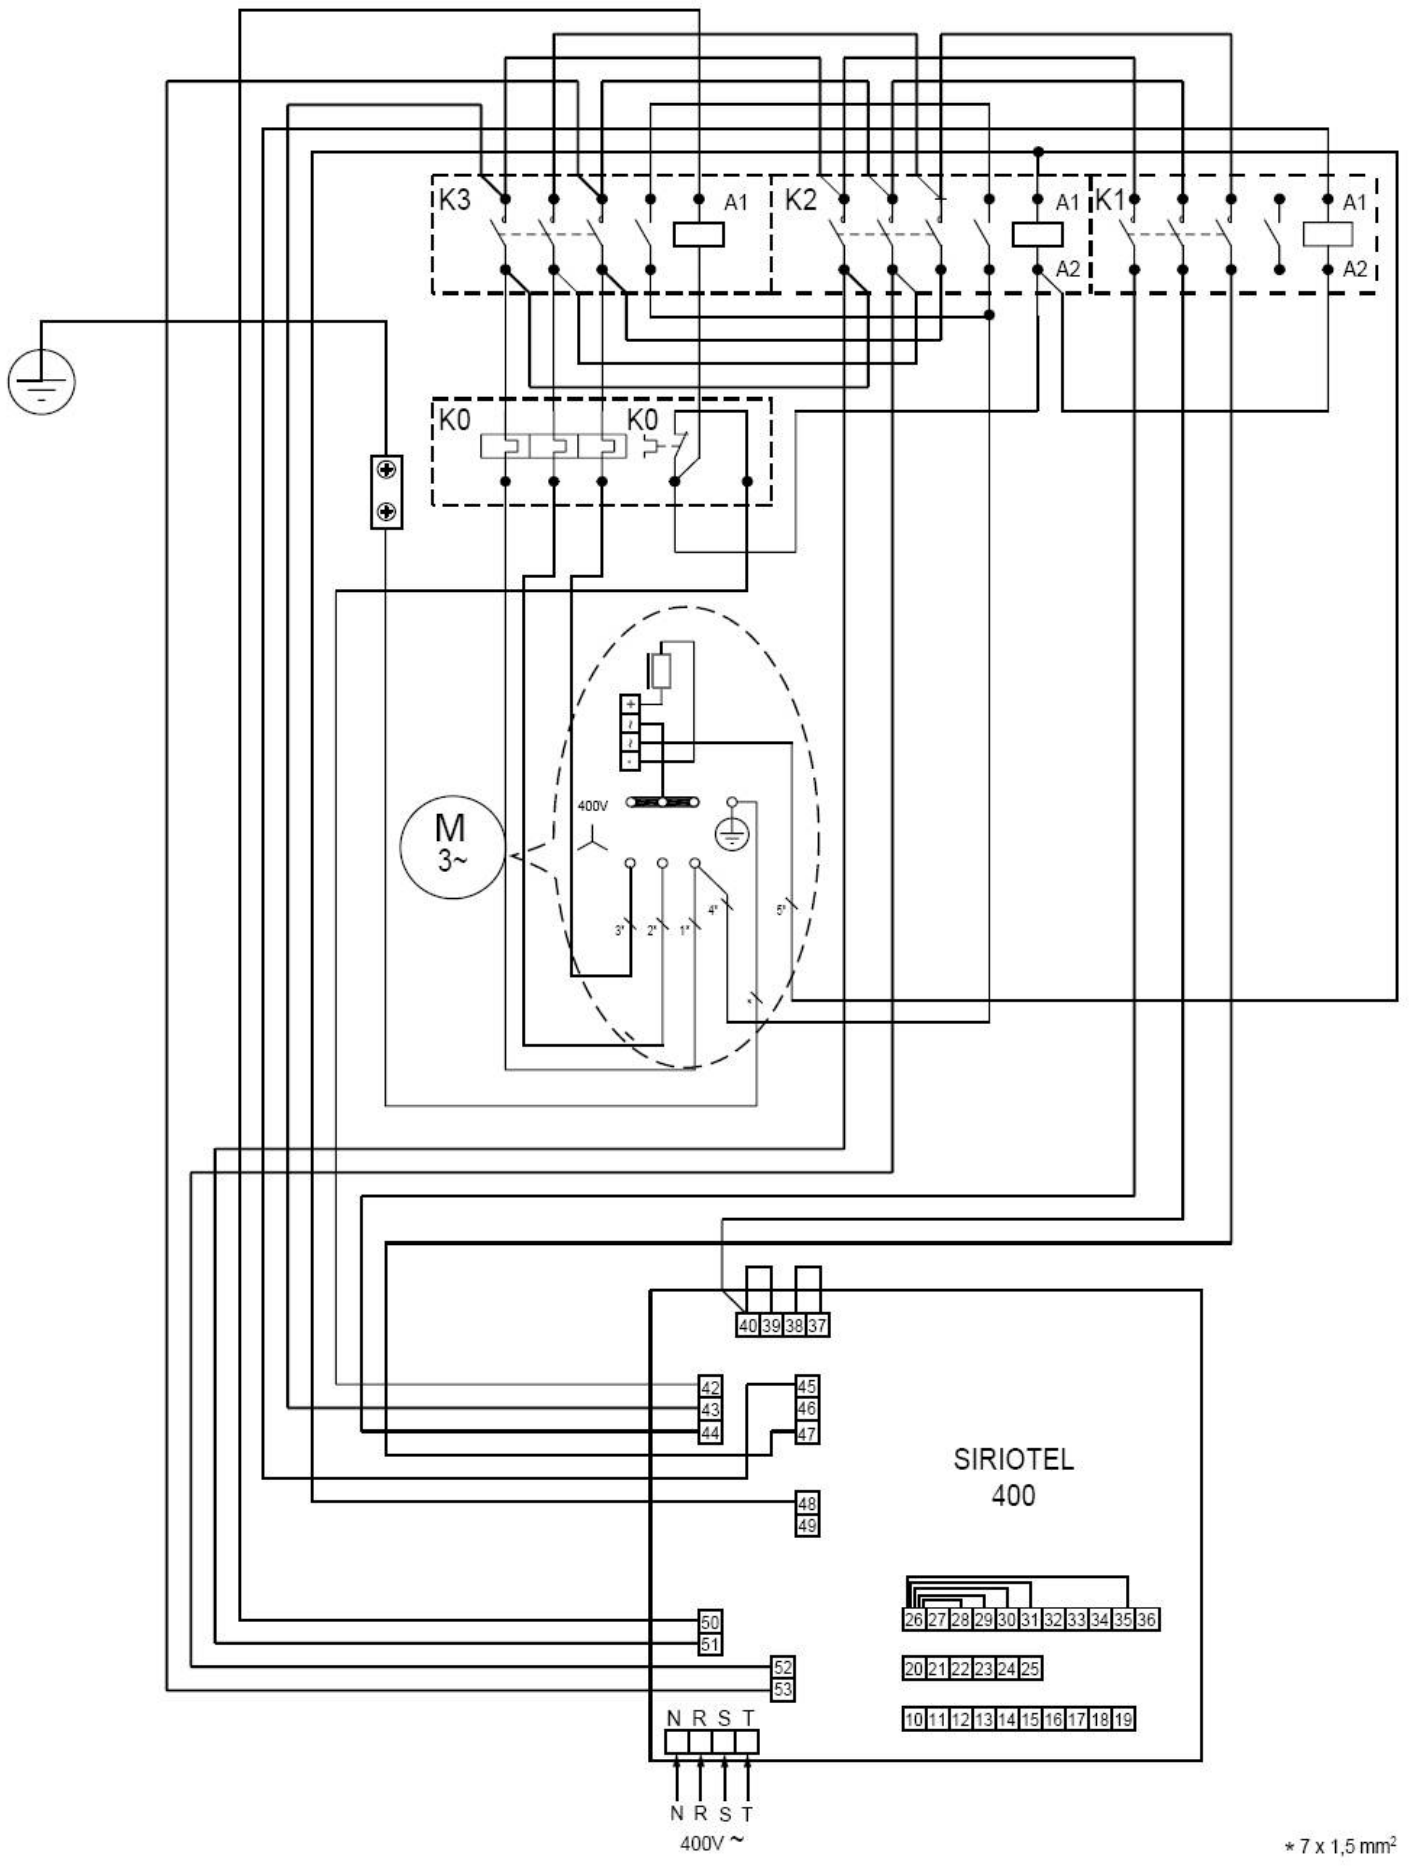 K3 A1 K2 A1 K1 A1
A2 A2
K0 K0
+
~
~
-
400V
M
3~
3* 2* 1* 4* 5*
*
40 39 38 37
42 45
43 46
44 47
SIRIOTEL
400
48
49
50
51
26 27 28 29 30 31 32 33 34 35 36
52
53
20 21 22 23 24 25
10 11 12 13 14 15 16 17 18 19
N R S T
N R S T
400V ~
* 7 x 1,5 mm²